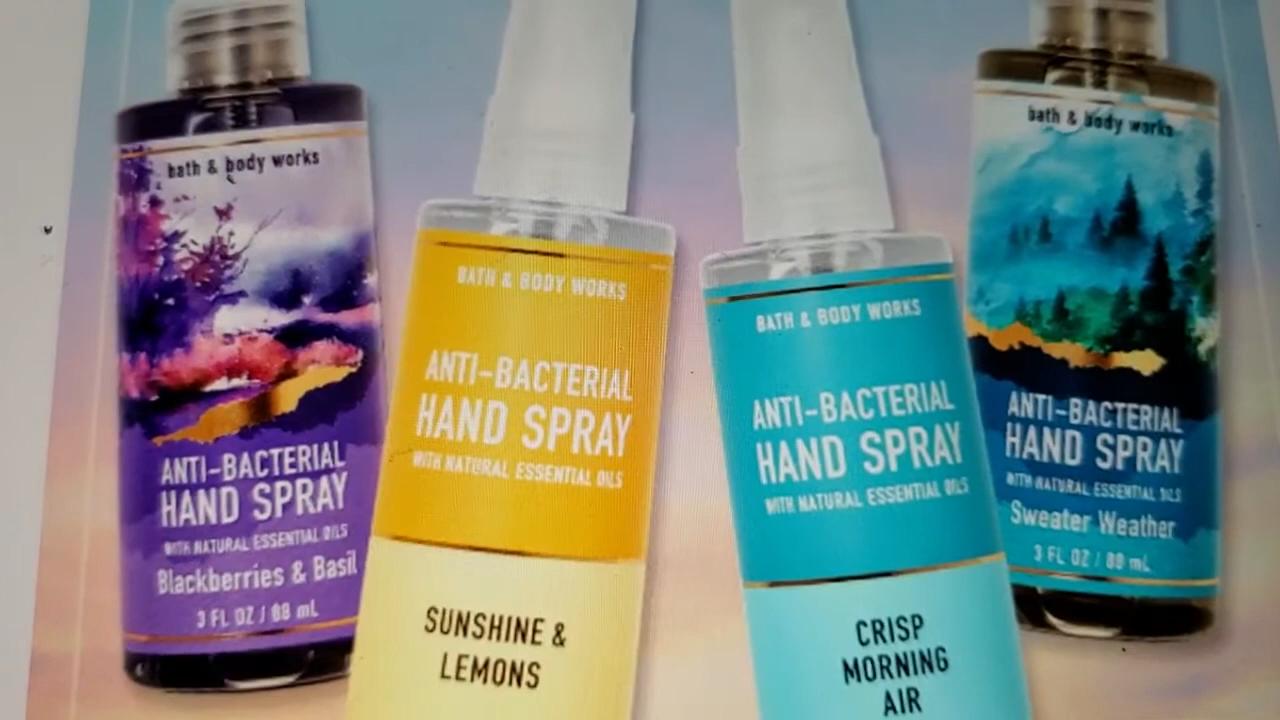 bath & body works
ANTI-BACTERIAL
HAND SPRAY
WITH NATURAL ESSENTIAL OILS
Blackberries & Basil
3 FL OZ / 88 mL
BATH & BODY WORKS
ANTI-BACTERIAL
HAND SPRAY
WITH NATURAL ESSENTIAL OILS
SUNSHINE &
LEMONS
BATH & BODY WORKS
ANTI-BACTERIAL
HAND SPRAY
WITH NATURAL ESSENTIAL OILS
CRISP
MORNING
AIR
bath & body works
ANTI-BACTERIAL
HAND SPRAY
WITH NATURAL ESSENTIAL OILS
Sweater Weather
3 FL OZ / 88 mL